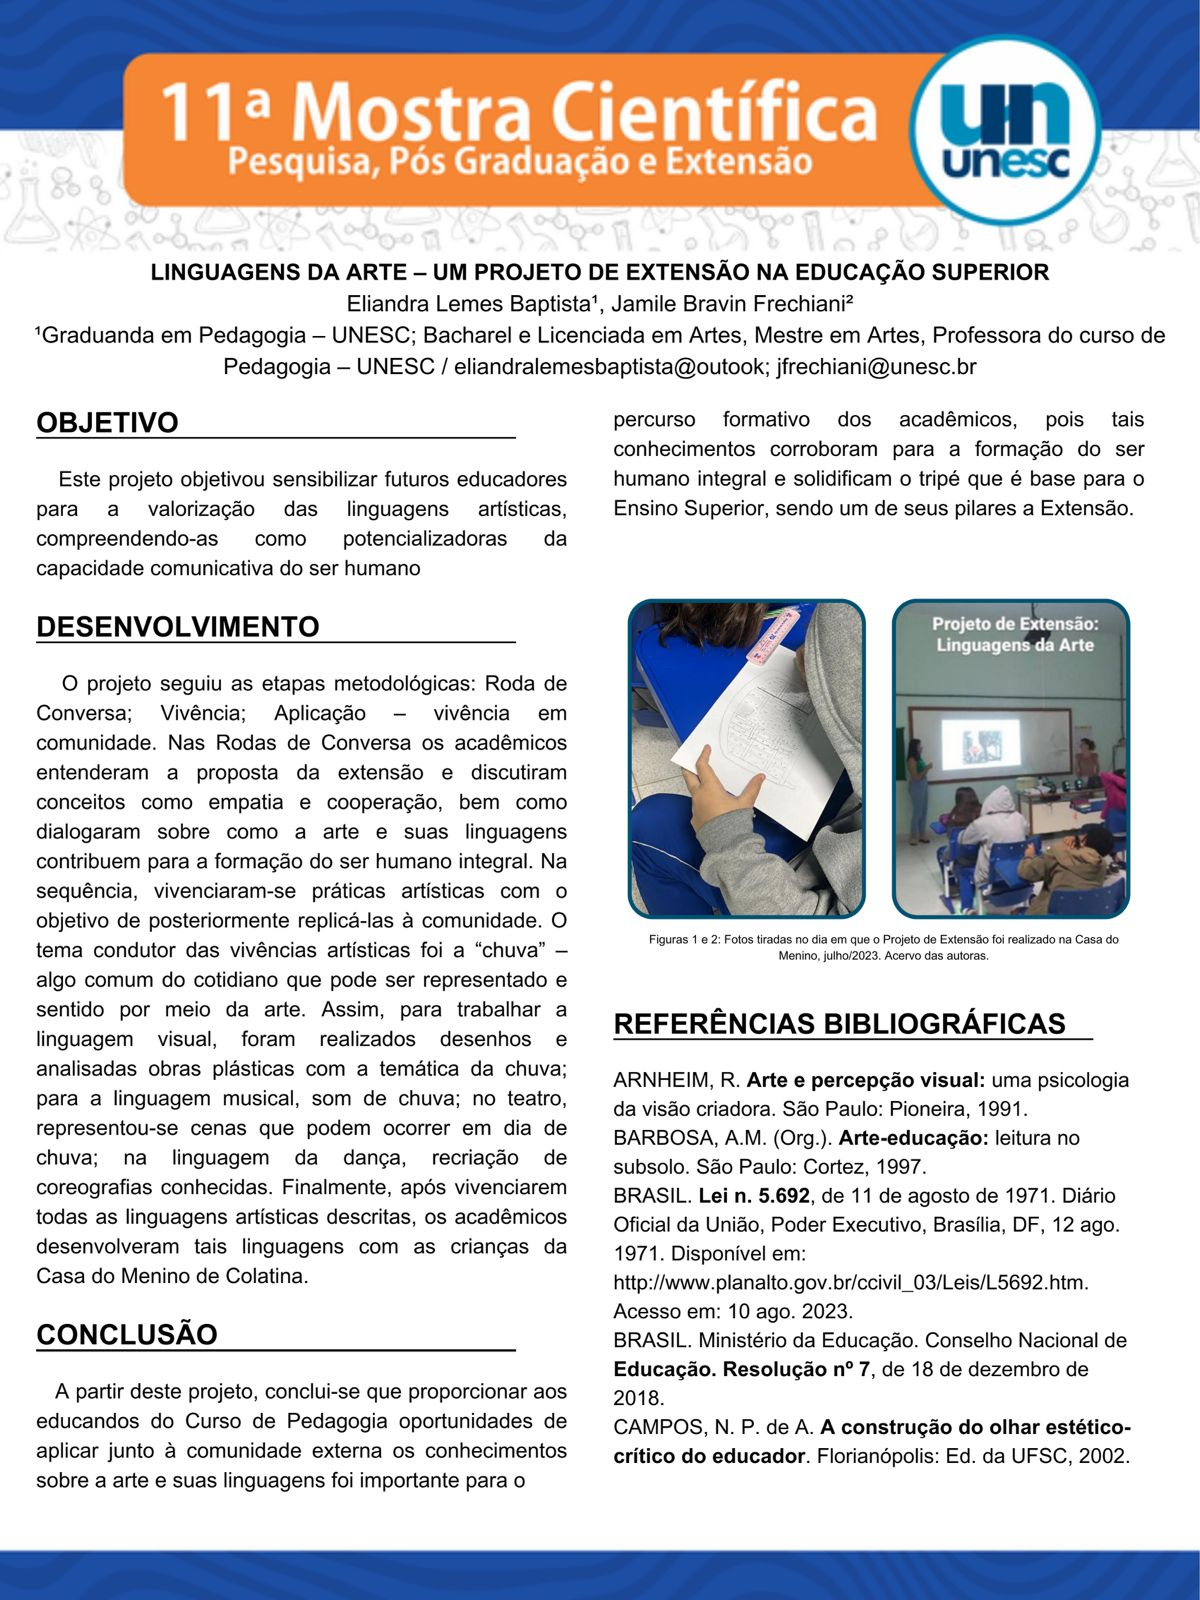 11ª Mostra Científica
Pesquisa, Pós Graduação e Extensão
un
unesc
LINGUAGENS DA ARTE – UM PROJETO DE EXTENSÃO NA EDUCAÇÃO SUPERIOR
Eliandra Lemes Baptista¹, Jamile Bravin Frechiani²
¹Graduanda em Pedagogia – UNESC; Bacharel e Licenciada em Artes, Mestre em Artes, Professora do curso de
Pedagogia – UNESC / eliandralemesbaptista@outook; jfrechiani@unesc.br
OBJETIVO
Este projeto objetivou sensibilizar futuros educadores
para a valorização das linguagens artísticas,
compreendendo-as como potencializadoras da
capacidade comunicativa do ser humano
DESENVOLVIMENTO
O projeto seguiu as etapas metodológicas: Roda de
Conversa; Vivência; Aplicação – vivência em
comunidade. Nas Rodas de Conversa os acadêmicos
entenderam a proposta da extensão e discutiram
conceitos como empatia e cooperação, bem como
dialogaram sobre como a arte e suas linguagens
contribuem para a formação do ser humano integral. Na
sequência, vivenciaram-se práticas artísticas com o
objetivo de posteriormente replicá-las à comunidade. O
tema condutor das vivências artísticas foi a “chuva” –
algo comum do cotidiano que pode ser representado e
sentido por meio da arte. Assim, para trabalhar a
linguagem visual, foram realizados desenhos e
analisadas obras plásticas com a temática da chuva;
para a linguagem musical, som de chuva; no teatro,
representou-se cenas que podem ocorrer em dia de
chuva; na linguagem da dança, recriação de
coreografias conhecidas. Finalmente, após vivenciarem
todas as linguagens artísticas descritas, os acadêmicos
desenvolveram tais linguagens com as crianças da
Casa do Menino de Colatina.
CONCLUSÃO
A partir deste projeto, conclui-se que proporcionar aos
educandos do Curso de Pedagogia oportunidades de
aplicar junto à comunidade externa os conhecimentos
sobre a arte e suas linguagens foi importante para o
percurso formativo dos acadêmicos, pois tais
conhecimentos corroboram para a formação do ser
humano integral e solidificam o tripé que é base para o
Ensino Superior, sendo um de seus pilares a Extensão.
Projeto de Extensão:
Linguagens da Arte
Figuras 1 e 2: Fotos tiradas no dia em que o Projeto de Extensão foi realizado na Casa do
Menino, julho/2023. Acervo das autoras.
REFERÊNCIAS BIBLIOGRÁFICAS
ARNHEIM, R. Arte e percepção visual: uma psicologia
da visão criadora. São Paulo: Pioneira, 1991.
BARBOSA, A.M. (Org.). Arte-educação: leitura no
subsolo. São Paulo: Cortez, 1997.
BRASIL. Lei n. 5.692, de 11 de agosto de 1971. Diário
Oficial da União, Poder Executivo, Brasília, DF, 12 ago.
1971. Disponível em:
http://www.planalto.gov.br/ccivil_03/Leis/L5692.htm.
Acesso em: 10 ago. 2023.
BRASIL. Ministério da Educação. Conselho Nacional de
Educação. Resolução nº 7, de 18 de dezembro de
2018.
CAMPOS, N. P. de A. A construção do olhar estético-
crítico do educador. Florianópolis: Ed. da UFSC, 2002.